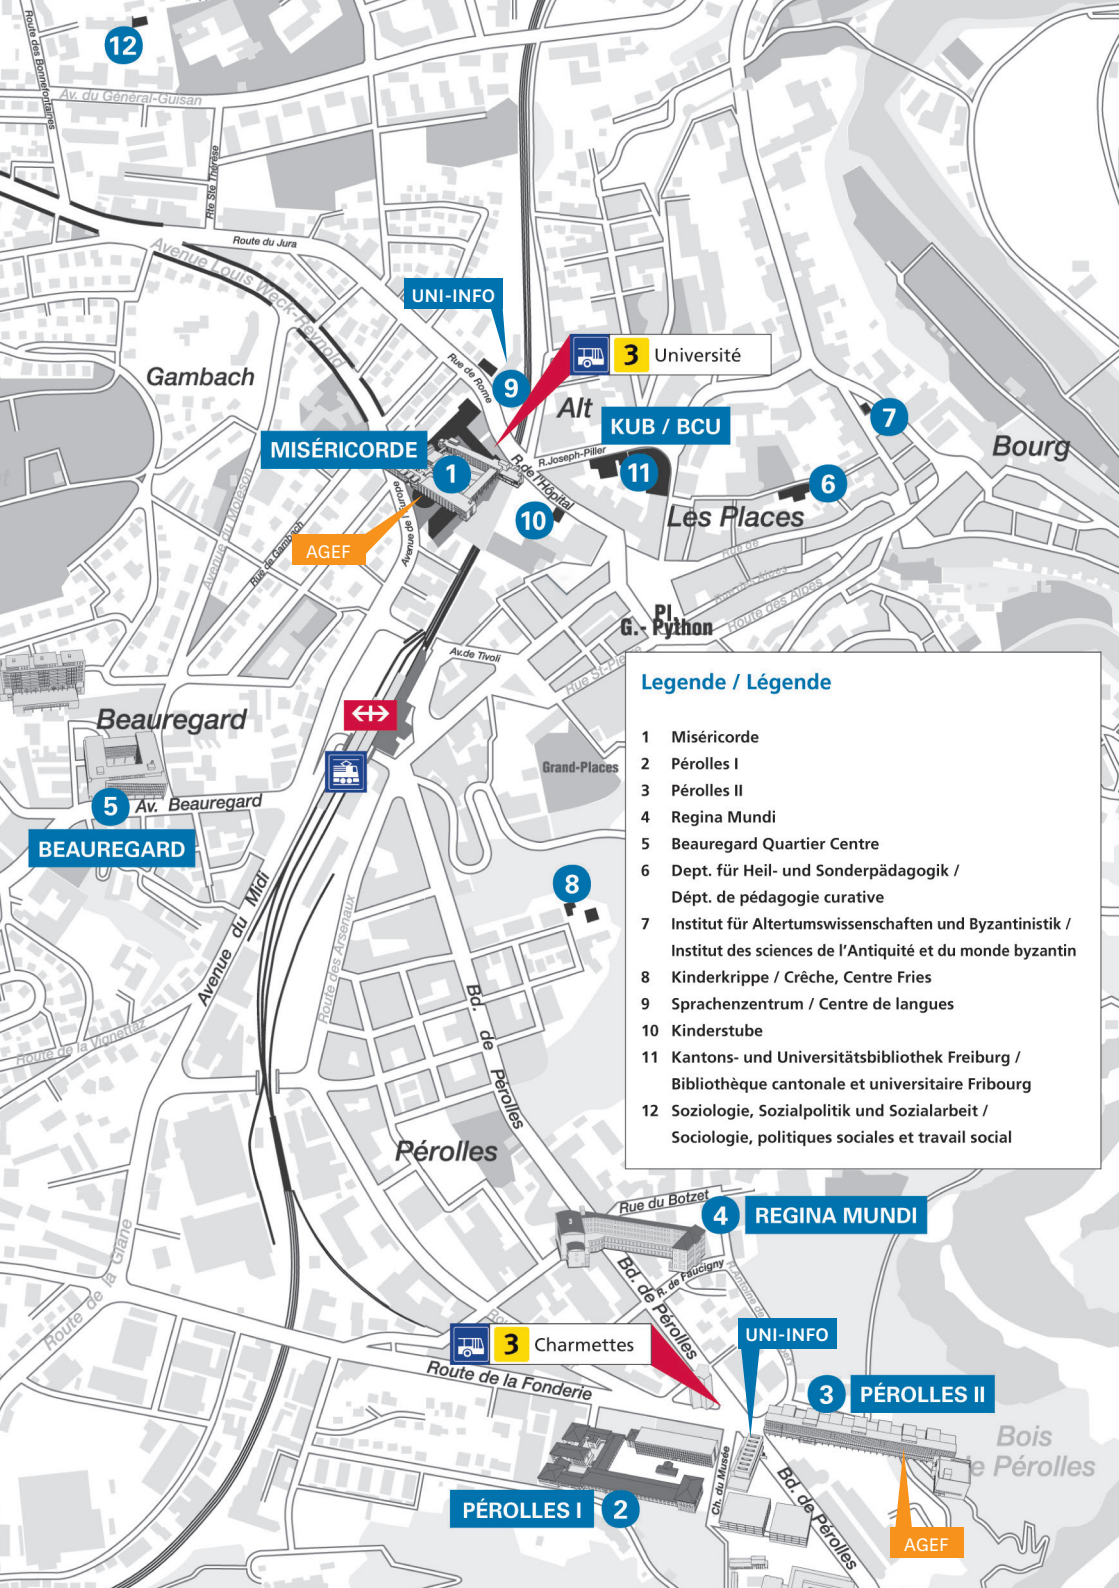 12
Route des Bonnefontaines
Av. du Général-Guisan
Rte Ste Thérèse
Route du Jura
Avenue Louis Weck-Reynold
UNI-INFO
3 Université
Gambach
Rue de Rome
9
Alt
KUB / BCU
7
MISÉRICORDE
1
R. de l'Hôpital
R.Joseph-Piller
11
Bourg
6
10
Les Places
Avenue de l'Europe
AGEF
Avenue du Moléson
Rue de Gambach
Rue de
Rue des Alpes
Route des Alpes
Pl.
G.- Python
Av.de Tivoli
Rue St-Pierre
Beauregard
Grand-Places
5
Av. Beauregard
BEAUREGARD
8
Avenue du Midi
Route des Arsenaux
Bd. de Pérolles
Route de la Vignettaz
Pérolles
Route de la Glâne
Legende / Légende
1 Miséricorde
2 Pérolles I
3 Pérolles II
4 Regina Mundi
5 Beauregard Quartier Centre
6 Dept. für Heil- und Sonderpädagogik /
Dépt. de pédagogie curative
7 Institut für Altertumswissenschaften und Byzantinistik /
Institut des sciences de l'Antiquité et du monde byzantin
8 Kinderkrippe / Crêche, Centre Fries
9 Sprachenzentrum / Centre de langues
10 Kinderstube
11 Kantons- und Universitätsbibliothek Freiburg /
Bibliothèque cantonale et universitaire Fribourg
12 Soziologie, Sozialpolitik und Sozialarbeit /
Sociologie, politiques sociales et travail social
Rue du Botzet
4 REGINA MUNDI
R. de Faucigny
R.Antoine de
Bd. de Pérolles
3 Charmettes
UNI-INFO
Route de la Fonderie
3 PÉROLLES II
Bois
de Pérolles
Ch. du Musée
Bd. de Pérolles
PÉROLLES I 2
AGEF